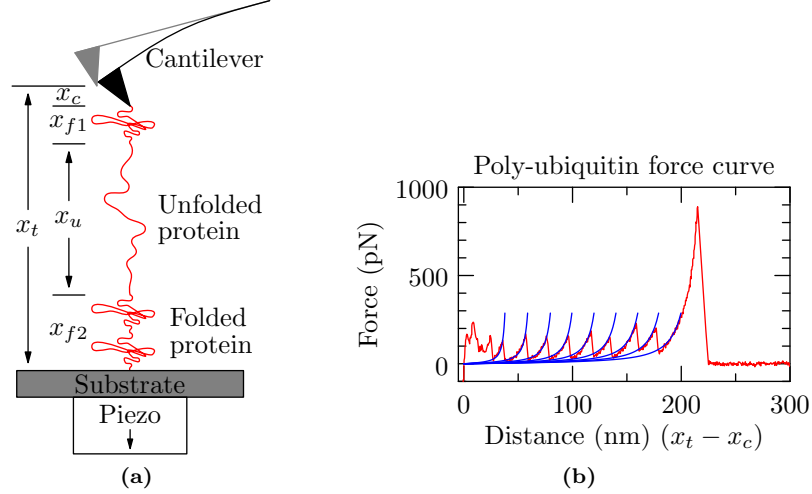 Cantilever
x_c
x_{f1}
x_t
x_u
Unfolded
protein
x_{f2}
Folded
protein
Substrate
Piezo
(a)
Poly-ubiquitin force curve
Force (pN)
1000
500
0
0
100
200
300
Distance (nm) (x_t − x_c)
(b)